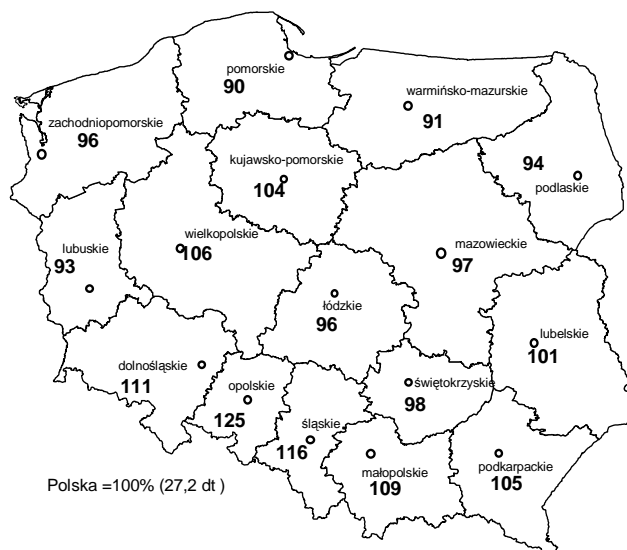 pomorskie
90
warmińsko-mazurskie
91
zachodniopomorskie
96
kujawsko-pomorskie
104
94
podlaskie
wielkopolskie
106
lubuskie
93
mazowieckie
97
łódzkie
96
lubelskie
101
dolnośląskie
111
opolskie
125
śląskie
116
świętokrzyskie
98
małopolskie
109
podkarpackie
105
Polska =100% (27,2 dt )